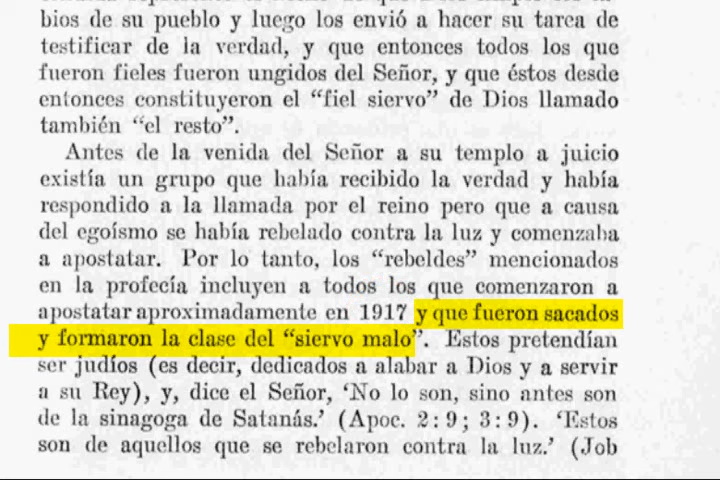 bios de su pueblo y luego los envió a hacer su tarea de
testificar de la verdad, y que entonces todos los que
fueron fieles fueron ungidos del Señor, y que éstos desde
entonces constituyeron el “fiel siervo” de Dios llamado
también “el resto”.
Antes de la venida del Señor a su templo a juicio
existía un grupo que había recibido la verdad y había
respondido a la llamada por el reino pero que a causa
del egoísmo se había rebelado contra la luz y comenzaba
a apostatar. Por lo tanto, los “rebeldes” mencionados
en la profecía incluyen a todos los que comenzaron a
apostatar aproximadamente en 1917 y que fueron sacados
y formaron la clase del “siervo malo”. Estos pretendían
ser judíos (es decir, dedicados a alabar a Dios y a servir
a su Rey), y, dice el Señor, ‘No lo son, sino antes son
de la sinagoga de Satanás.’ (Apoc. 2:9; 3:9). ‘Estos
son de aquellos que se rebelaron contra la luz.’ (Job